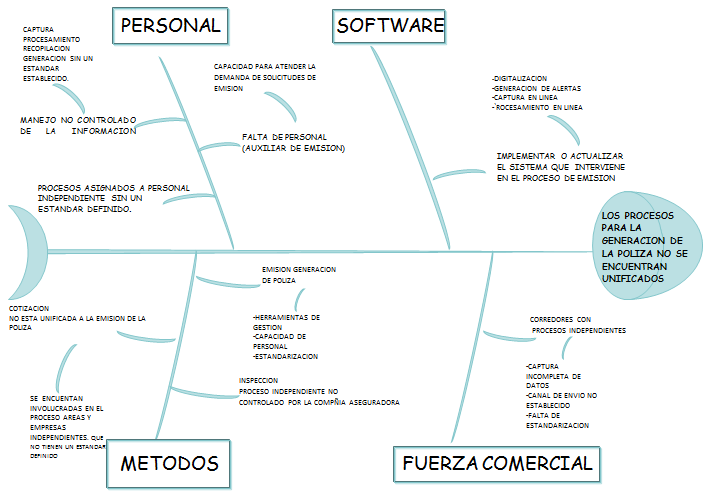 PERSONAL
SOFTWARE
CAPTURA
PROCESAMIENTO
RECOPILACION
GENERACION SIN UN
ESTANDAR
ESTABLECIDO.
MANEJO NO CONTROLADO
DE LA INFORMACION
CAPACIDAD PARA ATENDER LA
DEMANDA DE SOLICITUDES DE
EMISION
FALTA DE PERSONAL
(AUXILIAR DE EMISION)
PROCESOS ASIGNADOS A PERSONAL
INDEPENDIENTE SIN UN
ESTANDAR DEFINIDO.
-DIGITALIZACION
-GENERACION DE ALERTAS
-CAPTURA EN LINEA
-ROCESAMIENTO EN LINEA
IMPLEMENTAR O ACTUALIZAR
EL SISTEMA QUE INTERVIENE
EN EL PROCESO DE EMISION
LOS PROCESOS
PARA LA
GENERACION DE
LA POLIZA NO SE
ENCUENTRAN
UNIFICADOS
COTIZACION
NO ESTA UNIFICADA A LA EMISION DE LA
POLIZA
SE ENCUENTAN
INVOLUCRADAS EN EL
PROCESO AREAS Y
EMPRESAS
INDEPENDIENTES. QUE
NO TIENEN UN ESTANDAR
DEFINIDO
EMISION GENERACION
DE POLIZA
-HERRAMIENTAS DE
GESTION
-CAPACIDAD DE
PERSONAL
-ESTANDARIZACION
INSPECCION
PROCESO INDEPENDIENTE NO
CONTROLADO POR LA COMPÑIA ASEGURADORA
CORREDORES CON
PROCESOS INDEPENDIENTES
-CAPTURA
INCOMPLETA DE
DATOS
-CANAL DE ENVIO NO
ESTABLECIDO
-FALTA DE
ESTANDARIZACION
METODOS
FUERZA COMERCIAL